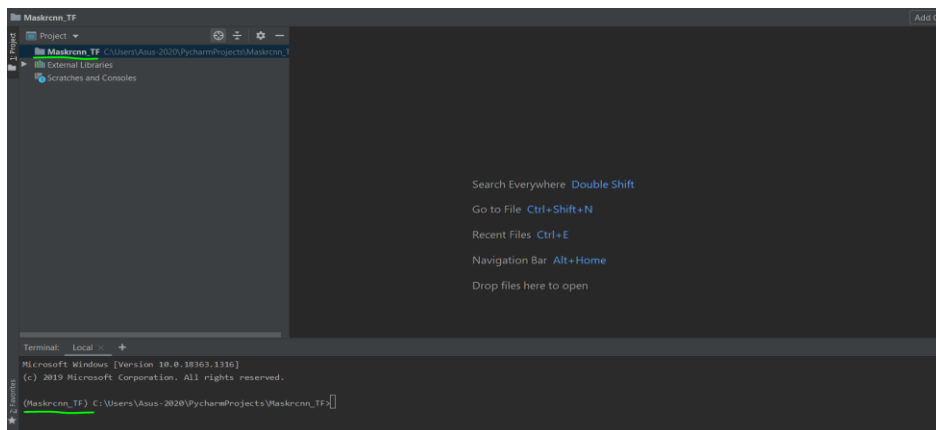 Maskrcnn_TF
Add
Project
1: Project
Maskrcnn_TF C:\Users\Asus-2020\PycharmProjects\Maskrcnn_T
External Libraries
Scratches and Consoles
Search Everywhere Double Shift
Go to File Ctrl+Shift+N
Recent Files Ctrl+E
Navigation Bar Alt+Home
Drop files here to open
Terminal: Local × +
Microsoft Windows [Version 10.0.18363.1316]
(c) 2019 Microsoft Corporation. All rights reserved.
2: Favorites
(Maskrcnn_TF) C:\Users\Asus-2020\PycharmProjects\Maskrcnn_TF>